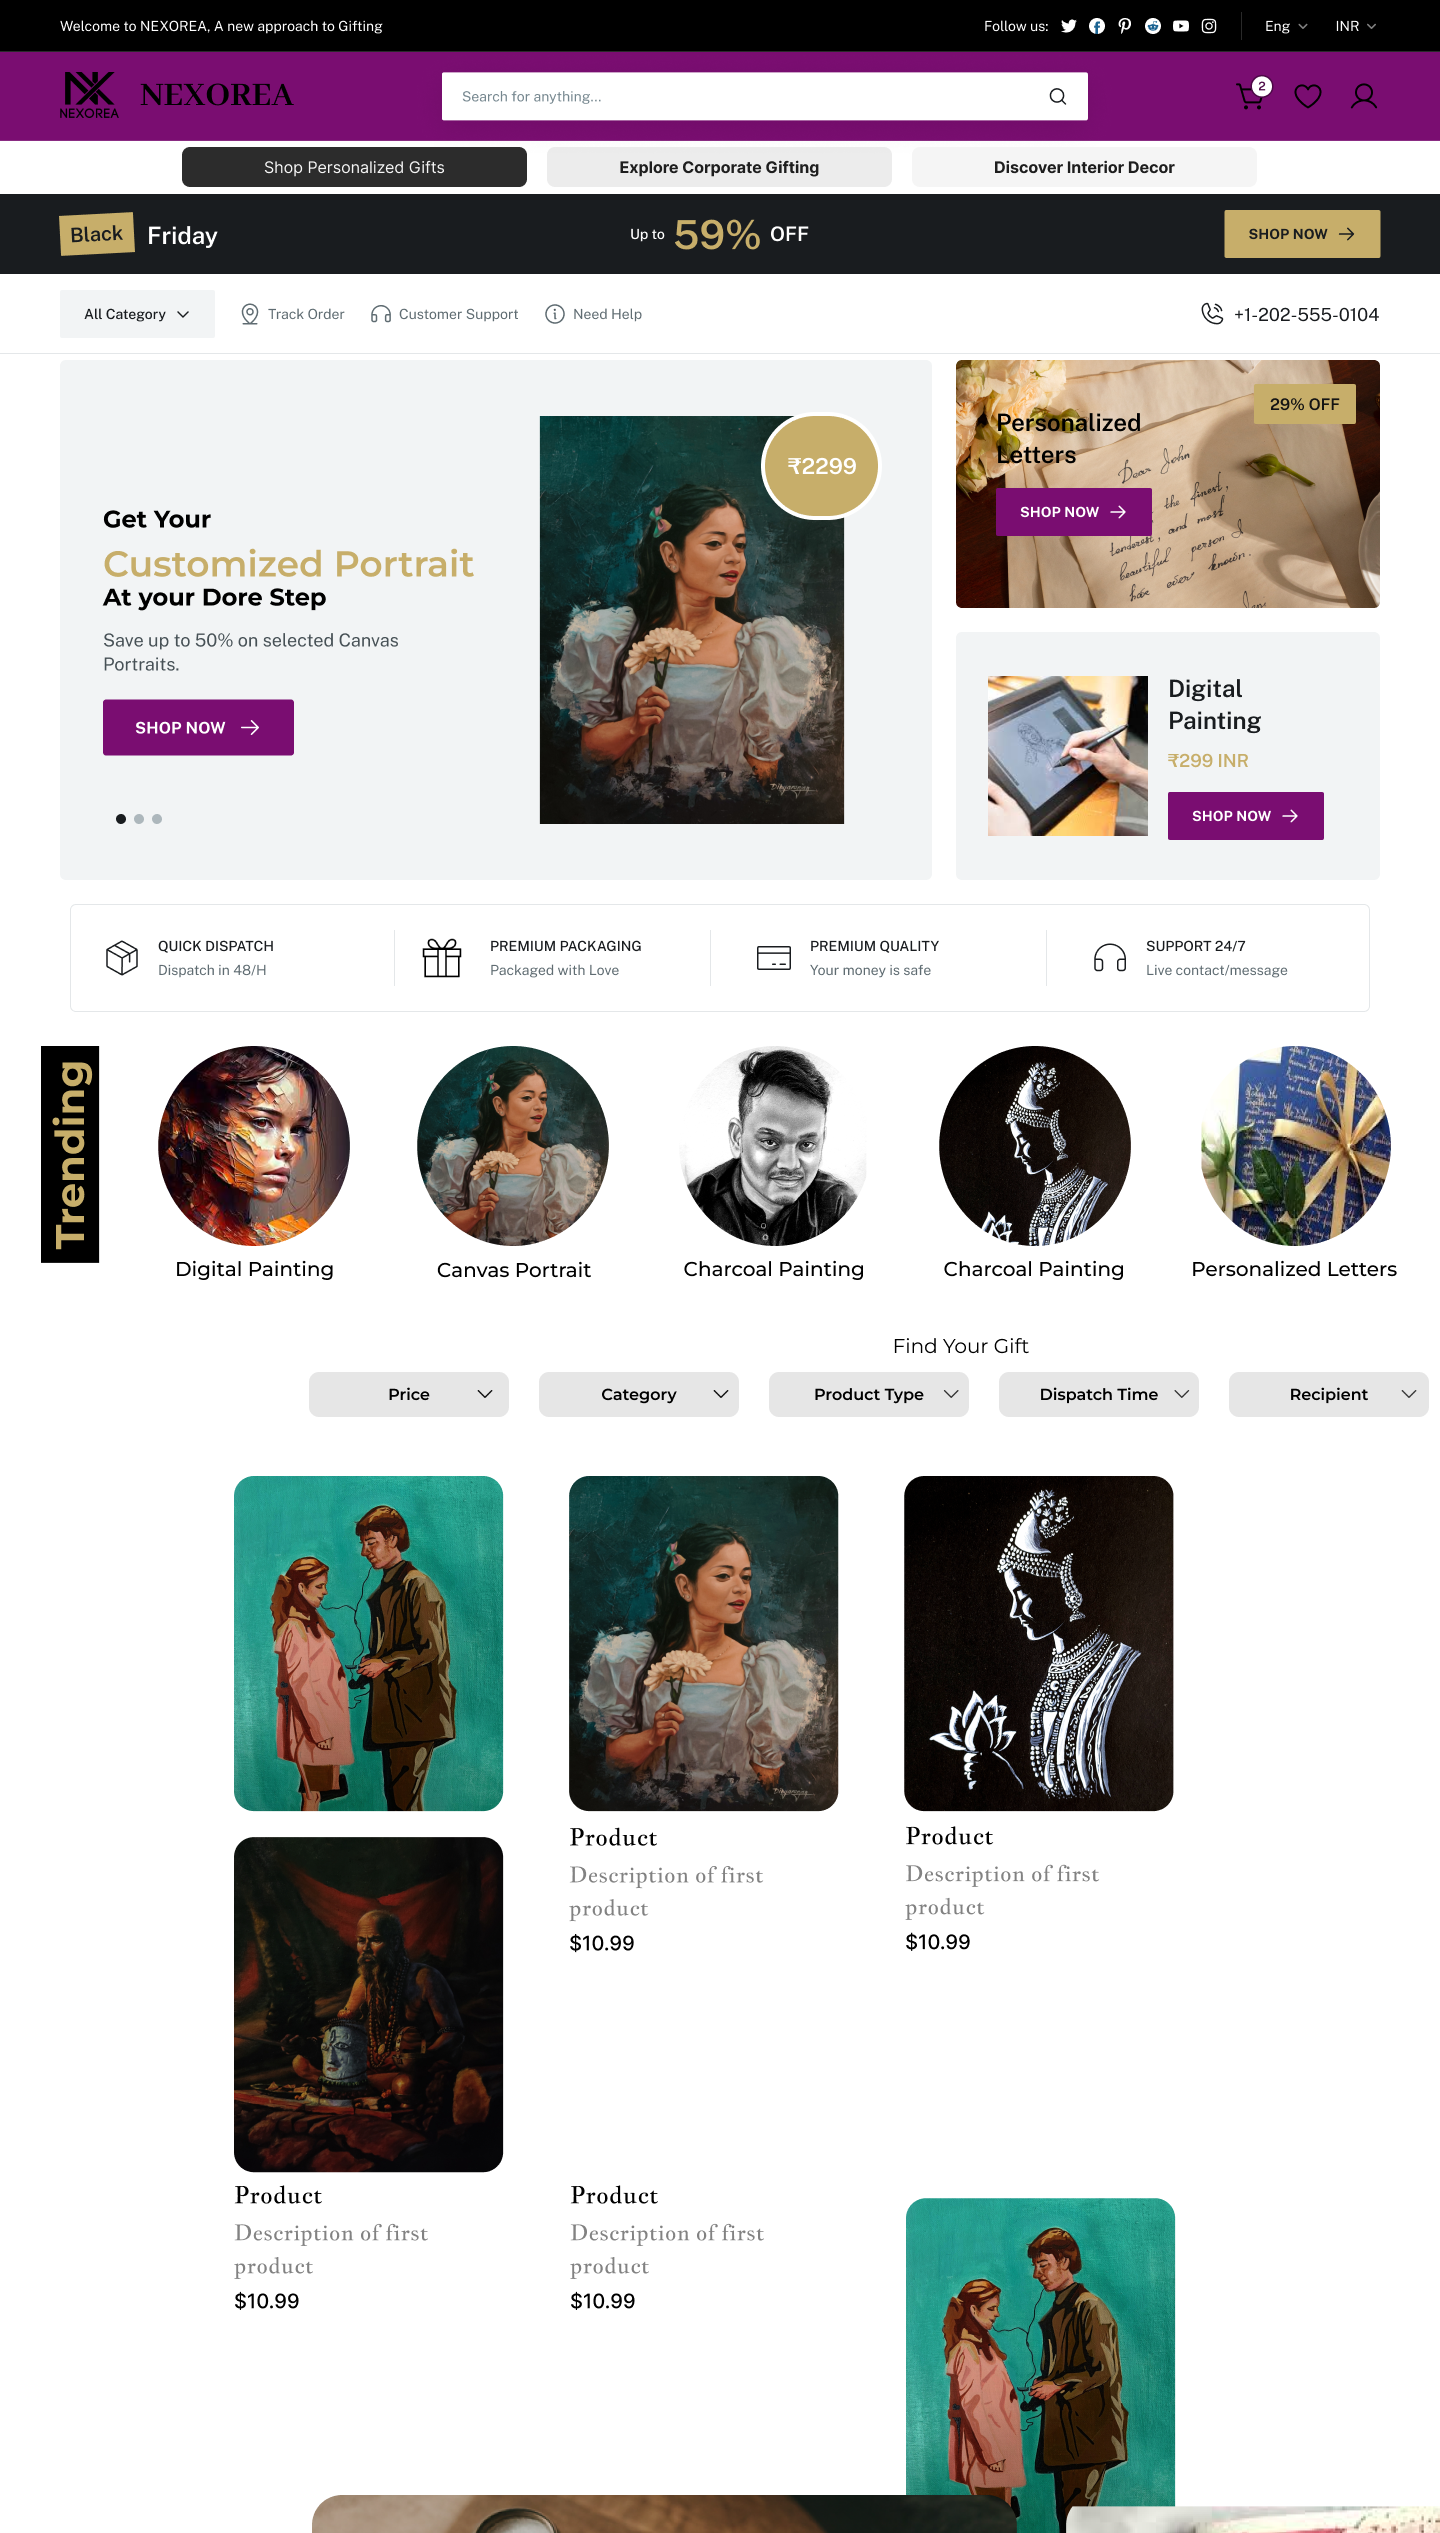 Welcome to NEXOREA, A new approach to Gifting
Follow us:
Eng
INR
NEXOREA
NEXOREA
Search for anything...
2
Shop Personalized Gifts
Explore Corporate Gifting
Discover Interior Decor
Black Friday
Up to 59% OFF
SHOP NOW
All Category
Track Order
Customer Support
Need Help
+1-202-555-0104
Get Your
Customized Portrait
At your Dore Step
Save up to 50% on selected Canvas
Portraits.
SHOP NOW
₹2299
Personalized
Letters
29% OFF
SHOP NOW
Dear John
the finest,
tenderest, and most
beautiful person I
have ever known.
Digital
Painting
₹299 INR
SHOP NOW
QUICK DISPATCH
Dispatch in 48/H
PREMIUM PACKAGING
Packaged with Love
PREMIUM QUALITY
Your money is safe
SUPPORT 24/7
Live contact/message
Trending
Digital Painting
Canvas Portrait
Charcoal Painting
Charcoal Painting
Personalized Letters
Find Your Gift
Price
Category
Product Type
Dispatch Time
Recipient
Product
Description of first
product
$10.99
Product
Description of first
product
$10.99
Product
Description of first
product
$10.99
Product
Description of first
product
$10.99